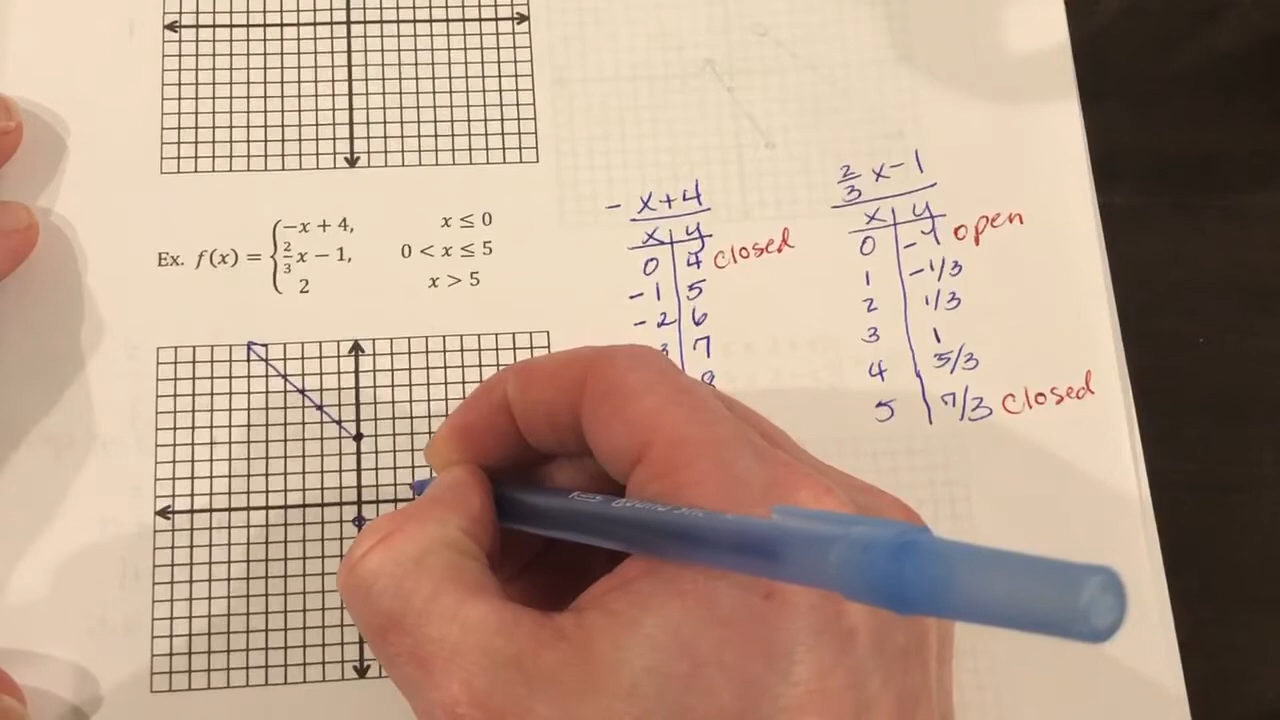 Ex. f(x) = { -x + 4, x ≤ 0
2/3 x − 1, 0 < x ≤ 5
2 x > 5
- x+4
x y
0 4 closed
-1 5
-2 6
3 7
8
2/3 x-1
x y
0 -1 open
1 -1/3
2 1/3
3 1
4 5/3
5 7/3 closed